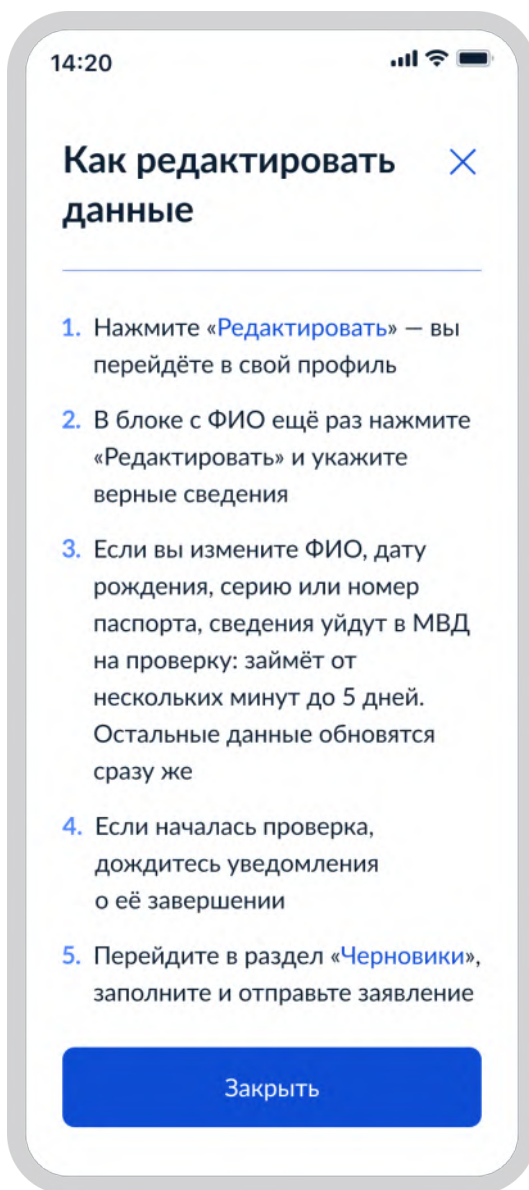 14:20
Как редактировать
данные
1. Нажмите «Редактировать» — вы
перейдёте в свой профиль
2. В блоке с ФИО ещё раз нажмите
«Редактировать» и укажите
верные сведения
3. Если вы измените ФИО, дату
рождения, серию или номер
паспорта, сведения уйдут в МВД
на проверку: займёт от
нескольких минут до 5 дней.
Остальные данные обновятся
сразу же
4. Если началась проверка,
дождитесь уведомления
о её завершении
5. Перейдите в раздел «Черновики»,
заполните и отправьте заявление
Закрыть